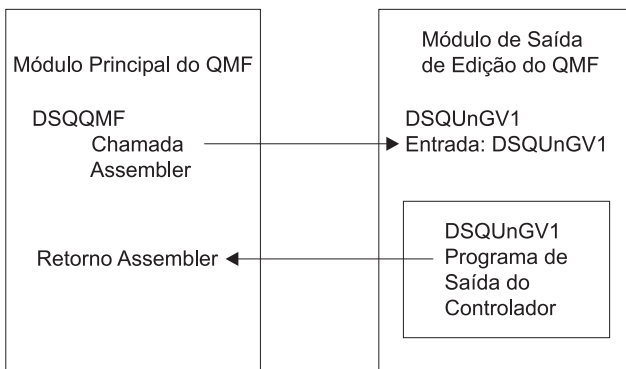 Módulo Principal do QMF
DSQQMF
Chamada
Assembler
Retorno Assembler
Módulo de Saída
de Edição do QMF
DSQUnGV1
Entrada: DSQUnGV1
DSQUnGV1
Programa de
Saída do
Controlador